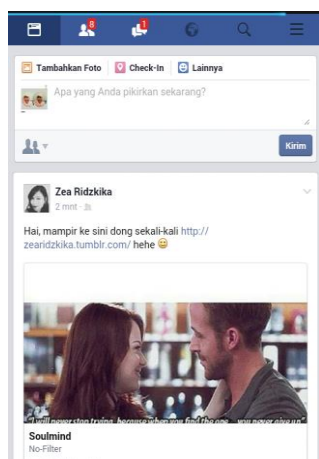 8
1
Tambahkan Foto Check-In Lainnya
Apa yang Anda pikirkan sekarang?
Kirim
Zea Ridzkika
2 mnt ·
Hai, mampir ke sini dong sekali-kali http://
zearidzkika.tumblr.com/ hehe
"I will never stop trying, because when you find the one... you never give up"
Soulmind
No-Filter